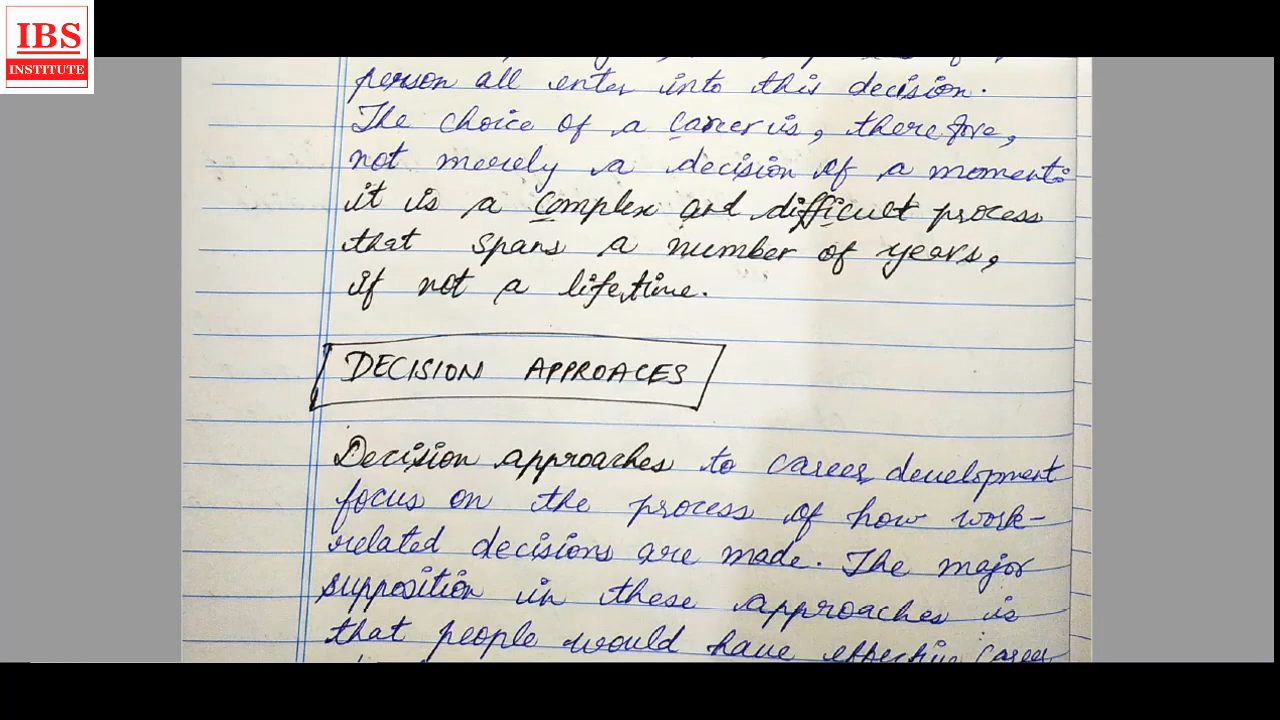 IBS
INSTITUTE
person all enter into this decision.
The choice of a career is, therefore,
not merely a decision of a moment:
it is a complex and difficult process
that spans a number of years,
if not a lifetime.
DECISION APPROACES
Decision approaches to career development
focus on the process of how work-
related decisions are made. The major
supposition in these approaches is
that people would have effective career